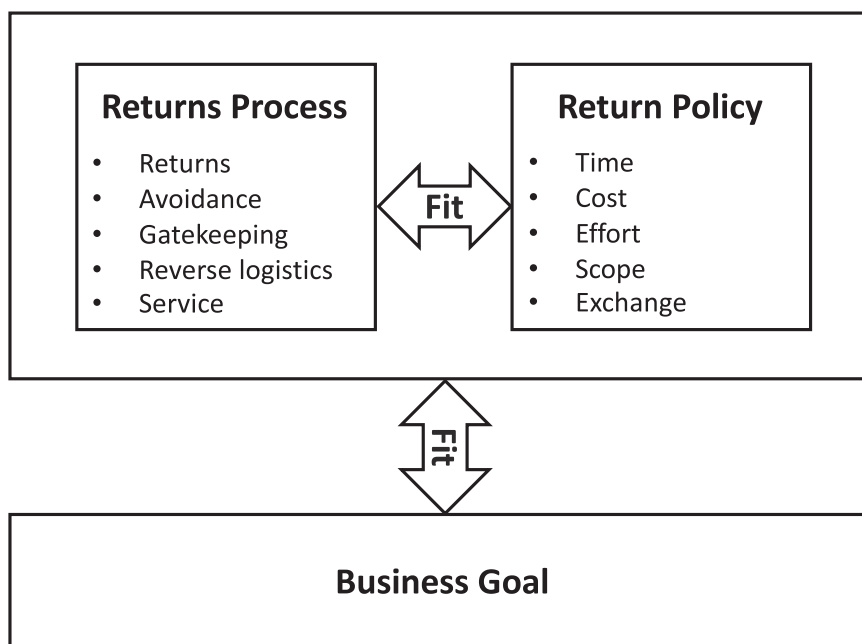 Returns Process
• Returns
• Avoidance
• Gatekeeping
• Reverse logistics
• Service
Fit
Return Policy
• Time
• Cost
• Effort
• Scope
• Exchange
Fit
Business Goal